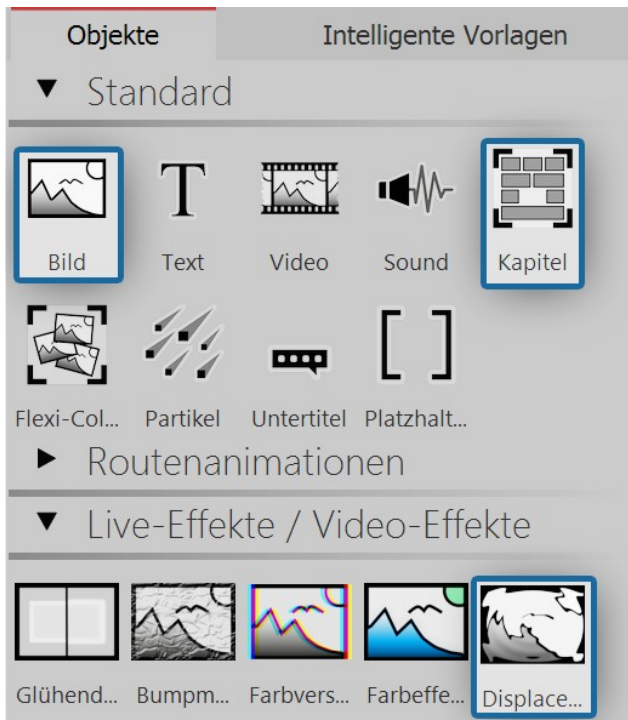 Objekte Intelligente Vorlagen
Standard
Bild Text Video Sound Kapitel
Flexi-Col... Partikel Untertitel Platzhalt...
Routenanimationen
Live-Effekte / Video-Effekte
Glühend... Bumpm... Farbvers... Farbeffe... Displace...